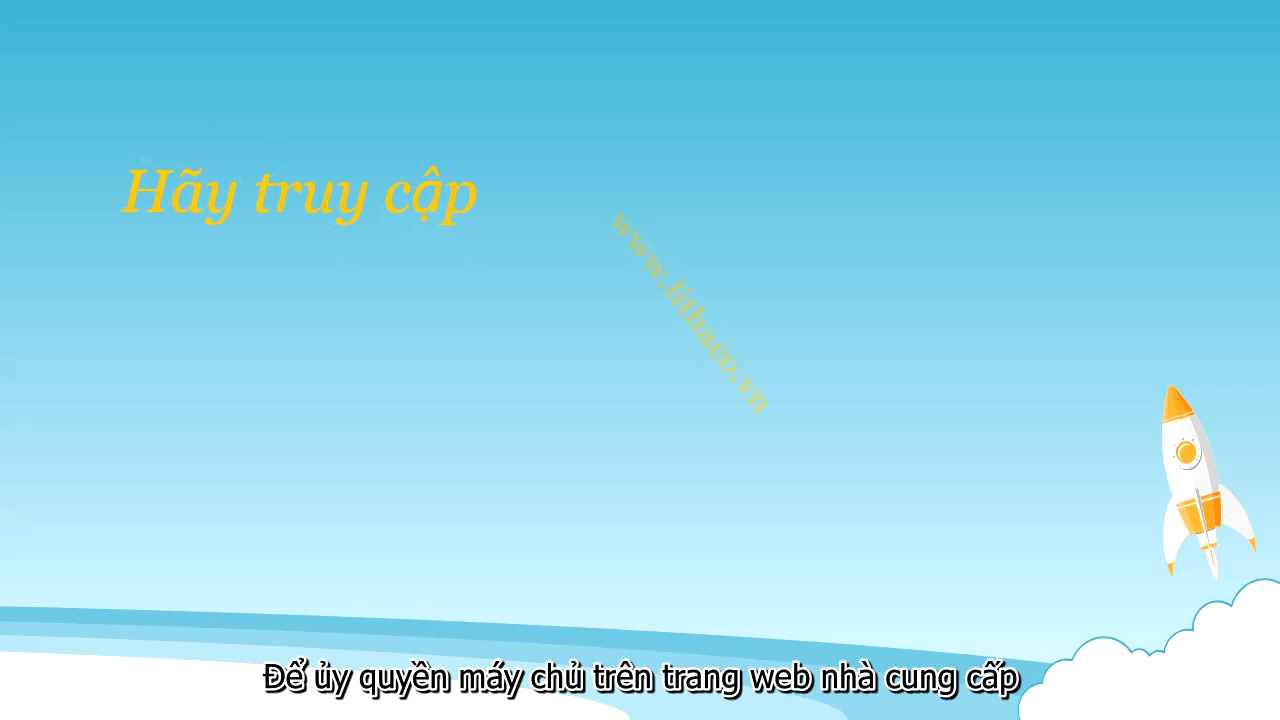 Hãy truy cập
www.lithaco.vn
Để ủy quyền máy chủ trên trang web nhà cung cấp